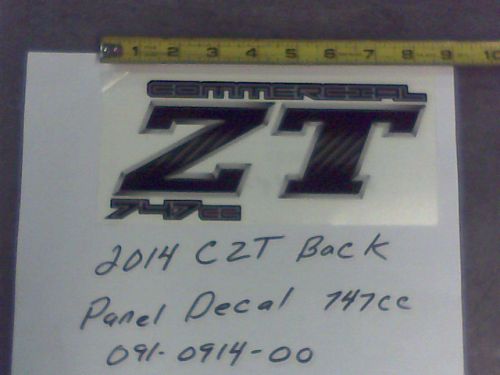 1 2 3 4 5 6 7 8 9 10
COMMERCIAL
ZT
747cc
2014 CZT Back
Panel Decal 747cc
091-0914-00